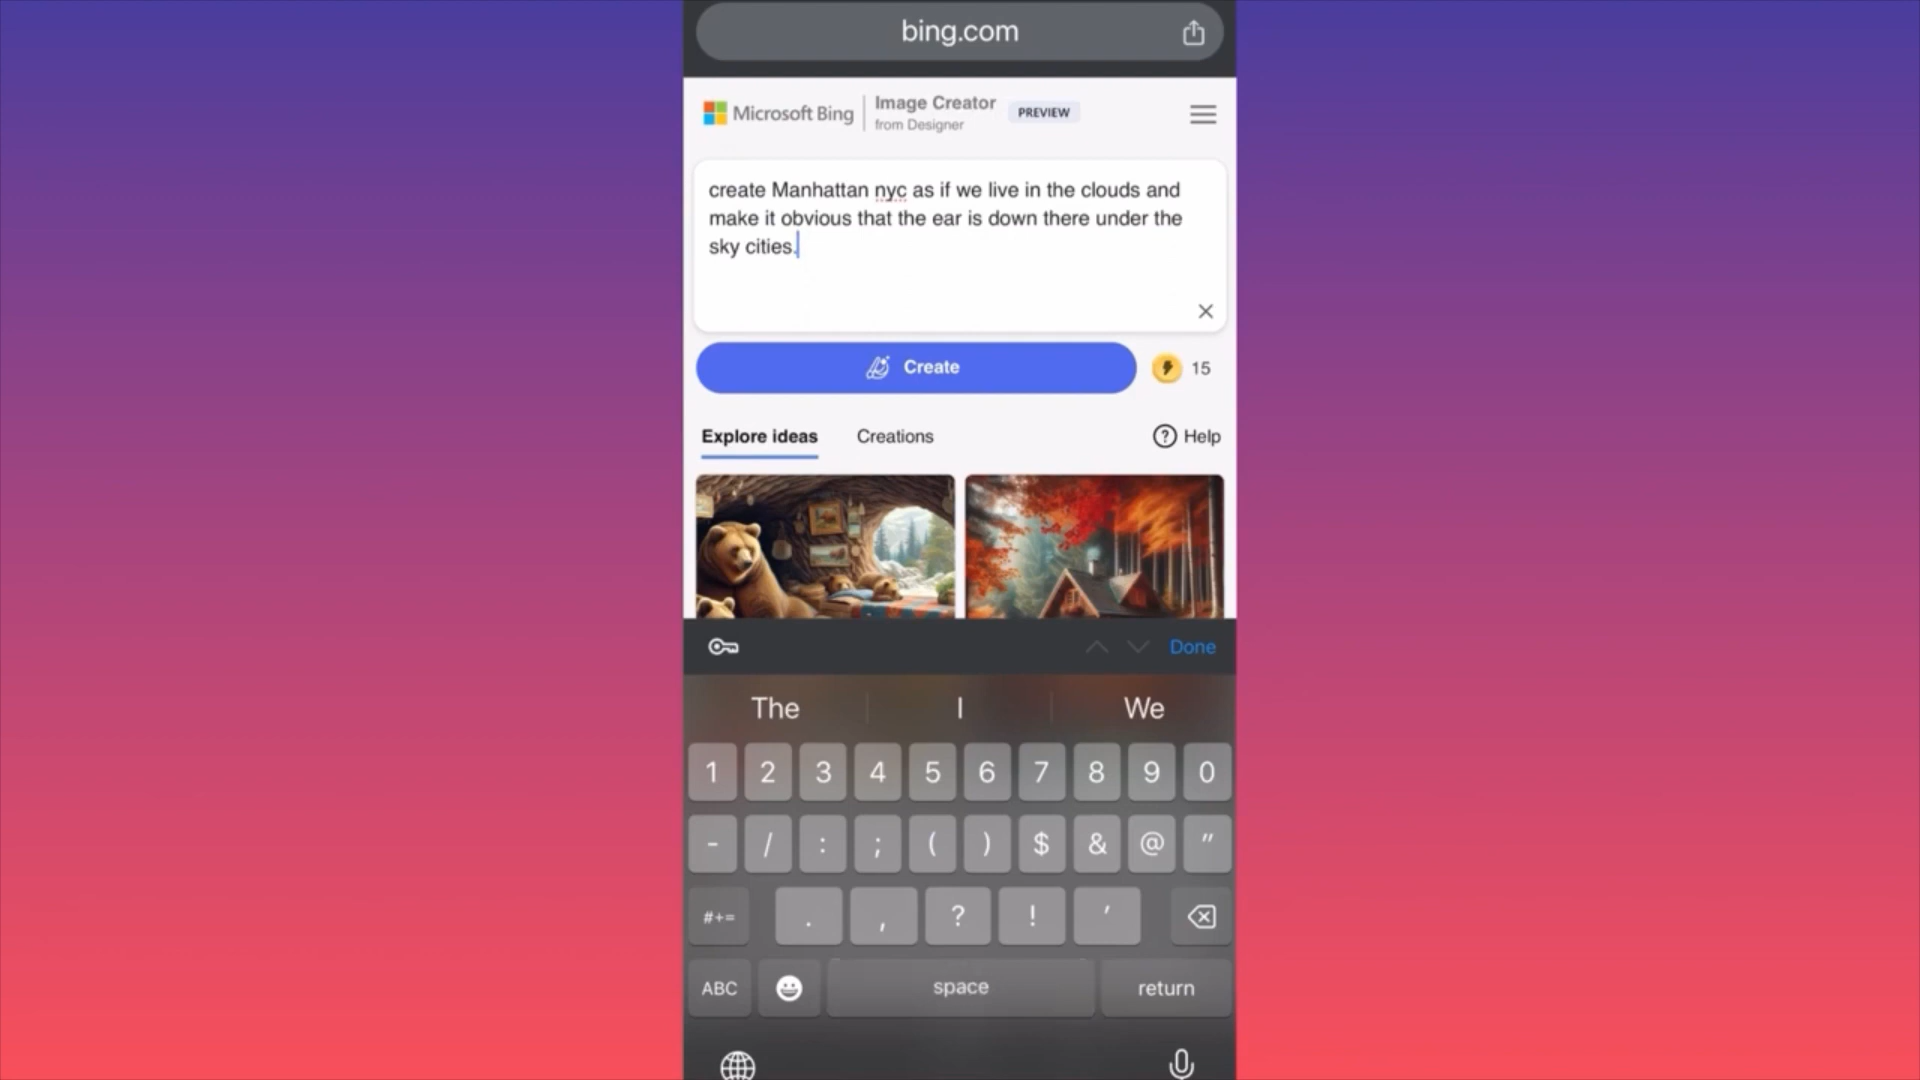 bing.com
Microsoft Bing
Image Creator
from Designer
PREVIEW
create Manhattan nyc as if we live in the clouds and
make it obvious that the ear is down there under the
sky cities.
Create
15
Explore ideas
Creations
? Help
Done
The
I
We
1 2 3 4 5 6 7 8 9 0
- / : ; ( ) $ & @ "
#+= . , ? ! '
ABC space return